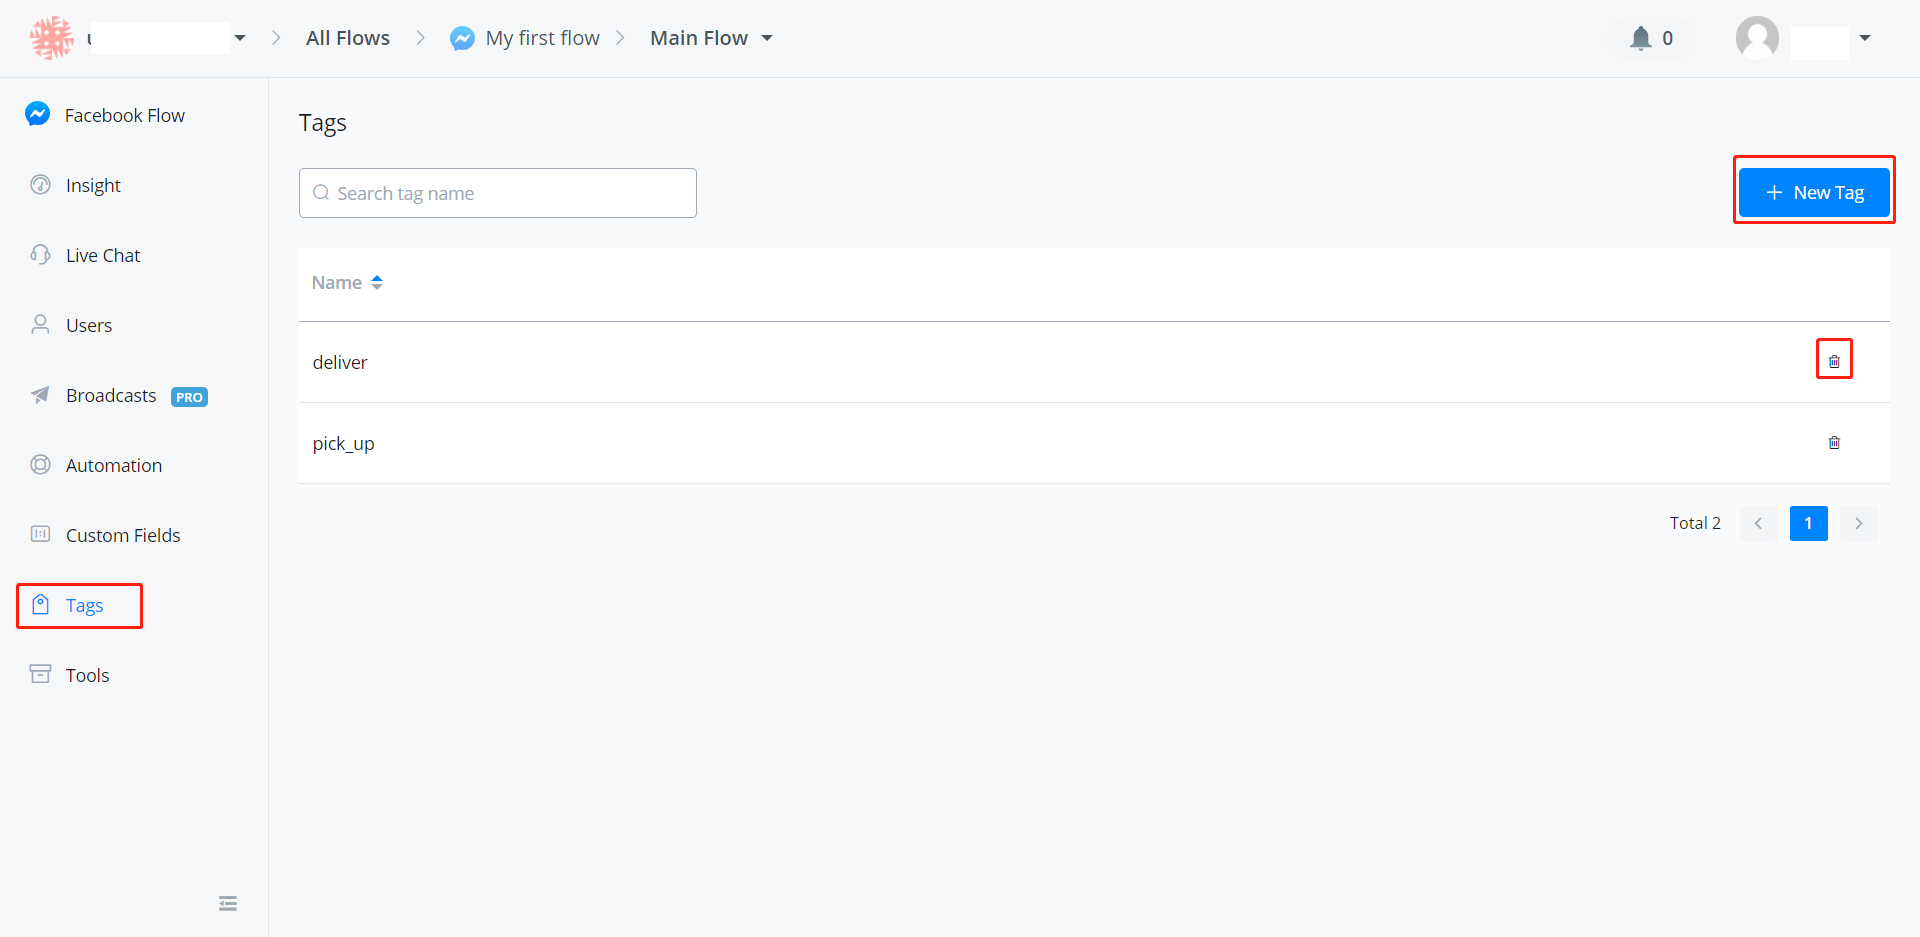 All Flows My first flow Main Flow 0
Facebook Flow
Insight
Live Chat
Users
Broadcasts PRO
Automation
Custom Fields
Tags
Tools
Tags
Search tag name
New Tag
Name
deliver
pick_up
Total 2 1